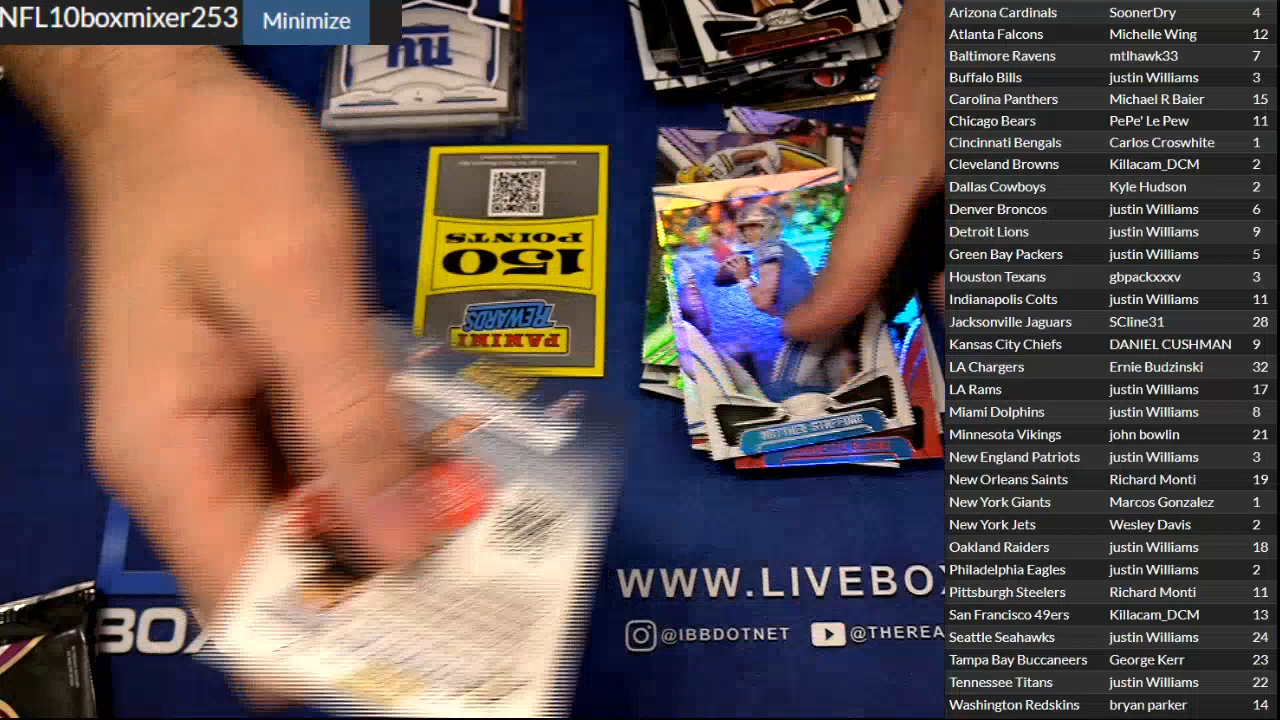 NFL10boxmixer253
Minimize
150
POINTS
PANINI
REWARDS
MATTHEW STAFFORD
BOX
WWW.LIVEBOX
@IBBDOTNET
@THEREA
Arizona Cardinals SoonerDry 4
Atlanta Falcons Michelle Wing 12
Baltimore Ravens mtlhawk33 7
Buffalo Bills justin Williams 3
Carolina Panthers Michael R Baier 15
Chicago Bears PePe' Le Pew 11
Cincinnati Bengals Carlos Croswhite 1
Cleveland Browns Killacam_DCM 2
Dallas Cowboys Kyle Hudson 2
Denver Broncos justin Williams 6
Detroit Lions justin Williams 9
Green Bay Packers justin Williams 5
Houston Texans gbpackxxxv 3
Indianapolis Colts justin Williams 11
Jacksonville Jaguars SCline31 28
Kansas City Chiefs DANIEL CUSHMAN 9
LA Chargers Ernie Budzinski 32
LA Rams justin Williams 17
Miami Dolphins justin Williams 8
Minnesota Vikings john bowlin 21
New England Patriots justin Williams 3
New Orleans Saints Richard Monti 19
New York Giants Marcos Gonzalez 1
New York Jets Wesley Davis 2
Oakland Raiders justin Williams 18
Philadelphia Eagles justin Williams 2
Pittsburgh Steelers Richard Monti 11
San Francisco 49ers Killacam_DCM 13
Seattle Seahawks justin Williams 24
Tampa Bay Buccaneers George Kerr 23
Tennessee Titans justin Williams 22
Washington Redskins bryan parker